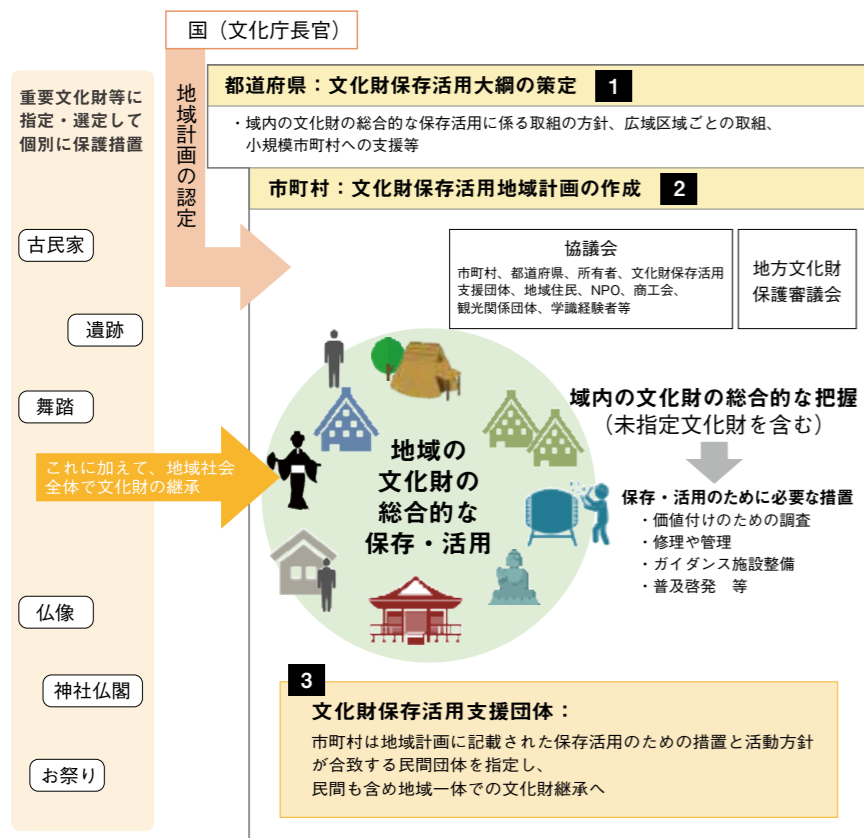 国（文化庁長官）
地域計画の認定
重要文化財等に
指定・選定して
個別に保護措置
古民家
遺跡
舞踏
仏像
神社仏閣
お祭り
これに加えて、地域社会
全体で文化財の継承
都道府県：文化財保存活用大綱の策定 1
・域内の文化財の総合的な保存活用に係る取組の方針、広域区域ごとの取組、
小規模市町村への支援等
市町村：文化財保存活用地域計画の作成 2
協議会
市町村、都道府県、所有者、文化財保存活用
支援団体、地域住民、NPO、商工会、
観光関係団体、学識経験者等
地方文化財
保護審議会
地域の
文化財の
総合的な
保存・活用
域内の文化財の総合的な把握
（未指定文化財を含む）
保存・活用のために必要な措置
・価値付けのための調査
・修理や管理
・ガイダンス施設整備
・普及啓発　等
3
文化財保存活用支援団体：
市町村は地域計画に記載された保存活用のための措置と活動方針
が合致する民間団体を指定し、
民間も含め地域一体での文化財継承へ